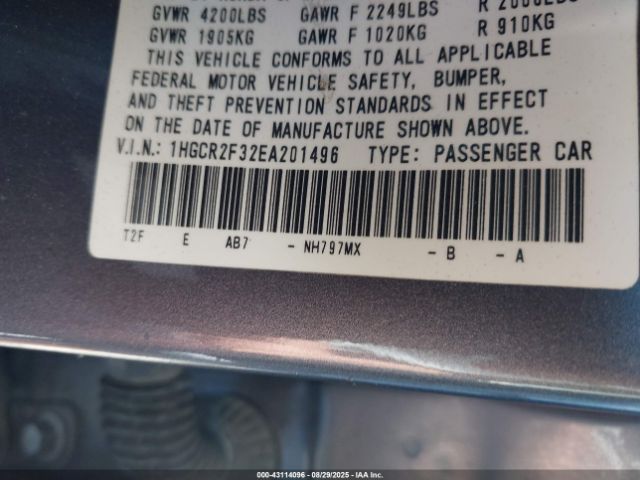 GVWR 4200LBS GAWR F 2249LBS
GVWR 1905KG GAWR F 1020KG R 910KG
THIS VEHICLE CONFORMS TO ALL APPLICABLE
FEDERAL MOTOR VEHICLE SAFETY, BUMPER,
AND THEFT PREVENTION STANDARDS IN EFFECT
ON THE DATE OF MANUFACTURE SHOWN ABOVE.
V.I.N.: 1HGCR2F32EA201496 TYPE: PASSENGER CAR
T2F E AB7 - NH797MX - B - A
000-43114096 - 08/29/2025 - IAA Inc.